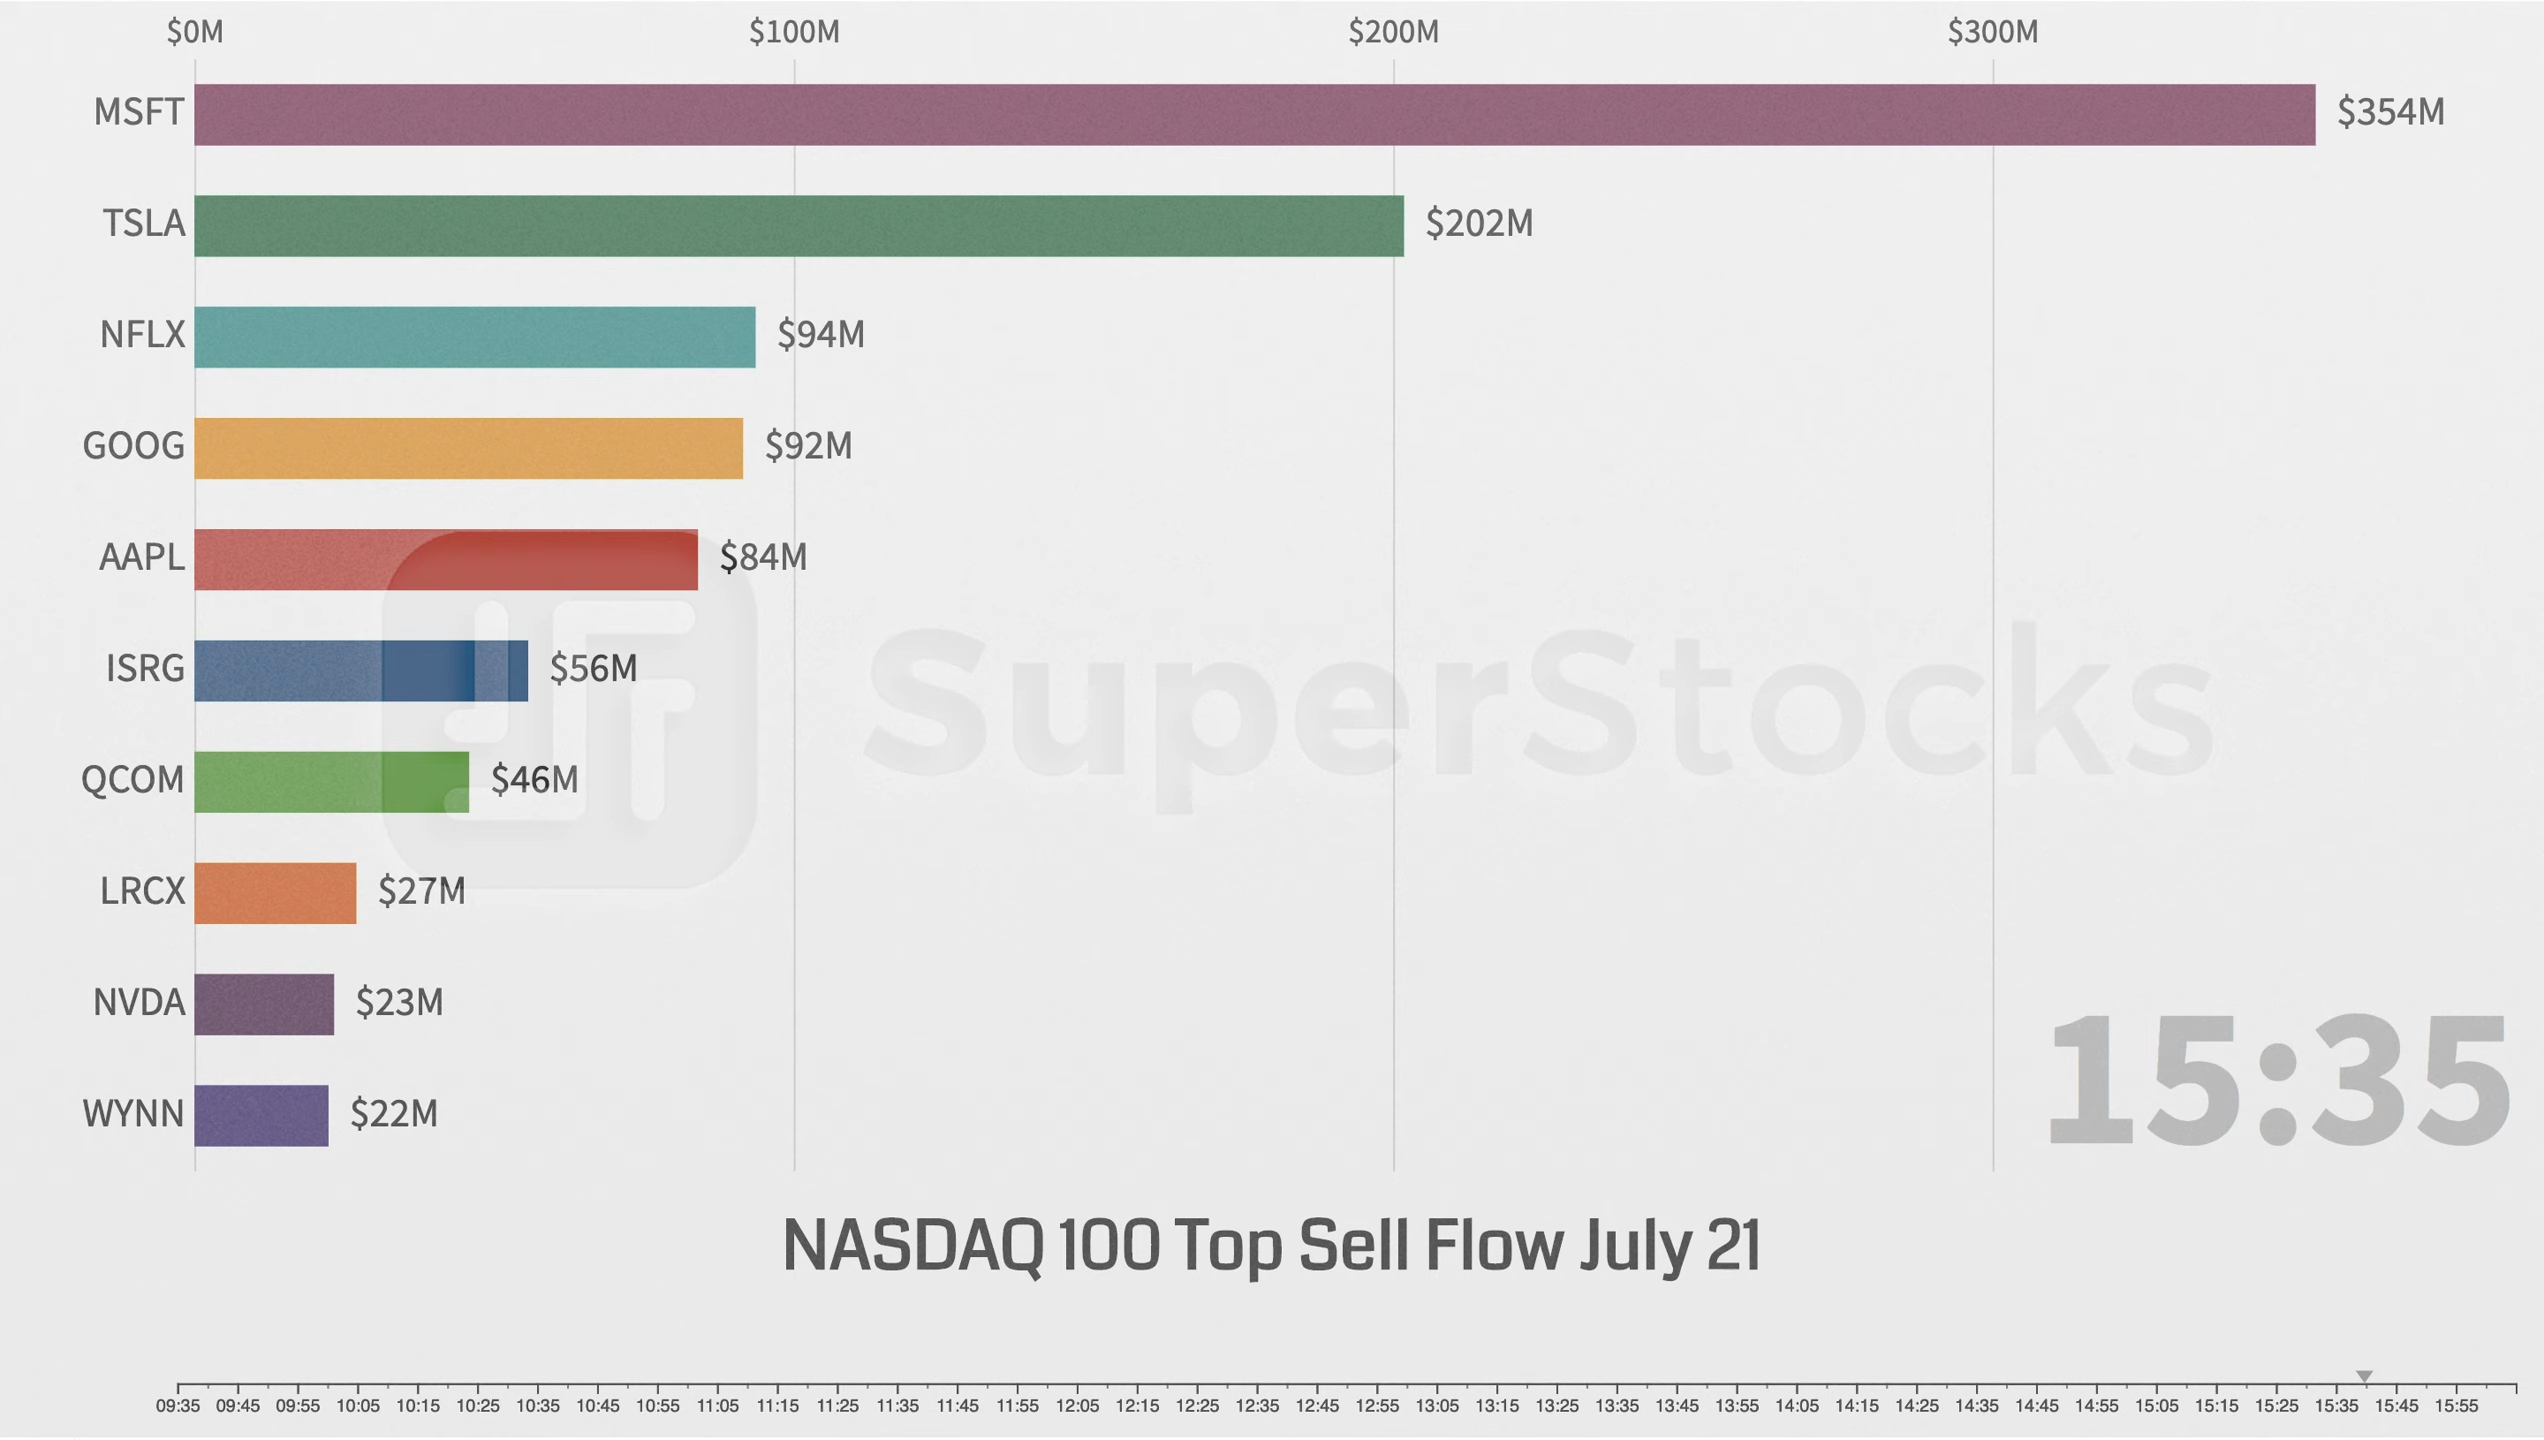 $0M $100M $200M $300M
MSFT $354M
TSLA $202M
NFLX $94M
GOOG $92M
AAPL $84M
ISRG $56M
SuperStocks
QCOM $46M
LRCX $27M
NVDA $23M
WYNN $22M
15:35
NASDAQ 100 Top Sell Flow July 21
09:35 09:45 09:55 10:05 10:15 10:25 10:35 10:45 10:55 11:05 11:15 11:25 11:35 11:45 11:55 12:05 12:15 12:25 12:35 12:45 12:55 13:05 13:15 13:25 13:35 13:45 13:55 14:05 14:15 14:25 14:35 14:45 14:55 15:05 15:15 15:25 15:35 15:45 15:55